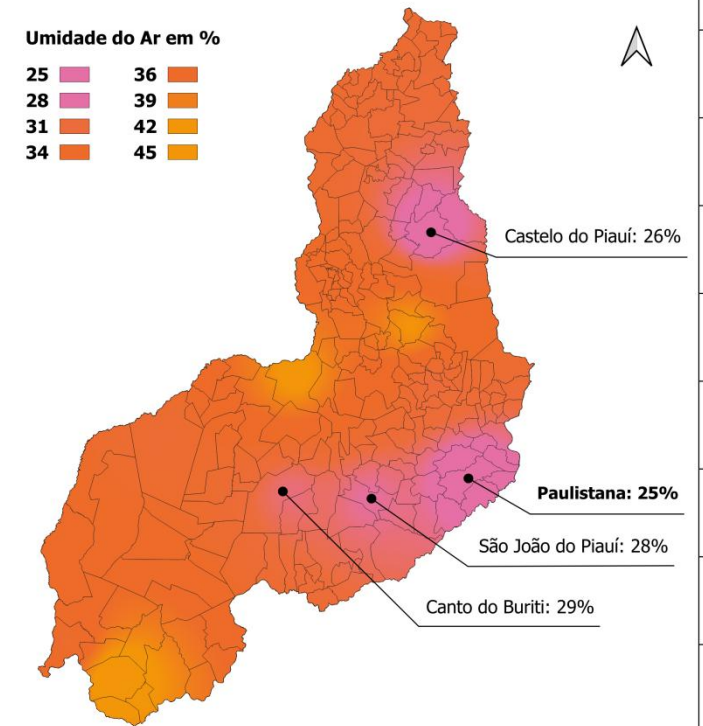 Umidade do Ar em %
25 36
28 39
31 42
34 45
Castelo do Piauí: 26%
Paulistana: 25%
São João do Piauí: 28%
Canto do Buriti: 29%